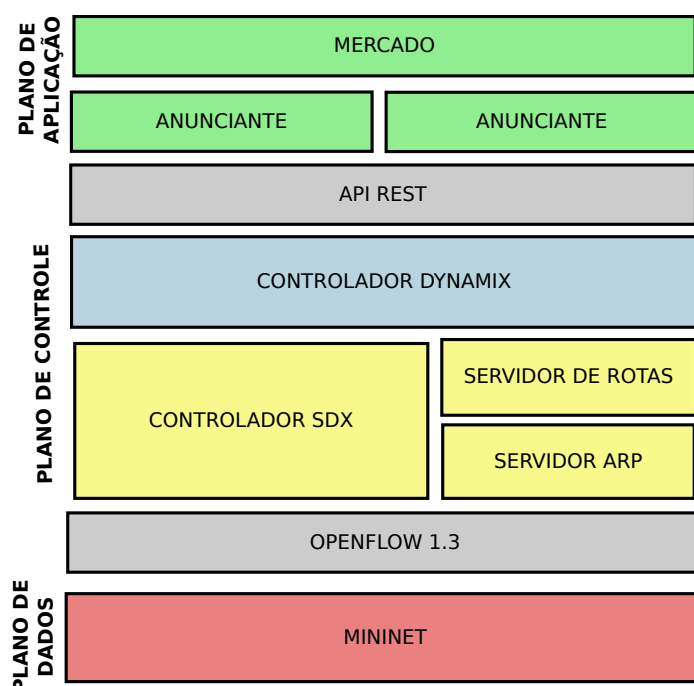 PLANO DE
APLICAÇÃO
MERCADO
ANUNCIANTE
ANUNCIANTE
API REST
PLANO DE CONTROLE
CONTROLADOR DYNAMIX
CONTROLADOR SDX
SERVIDOR DE ROTAS
SERVIDOR ARP
OPENFLOW 1.3
PLANO DE
DADOS
MININET